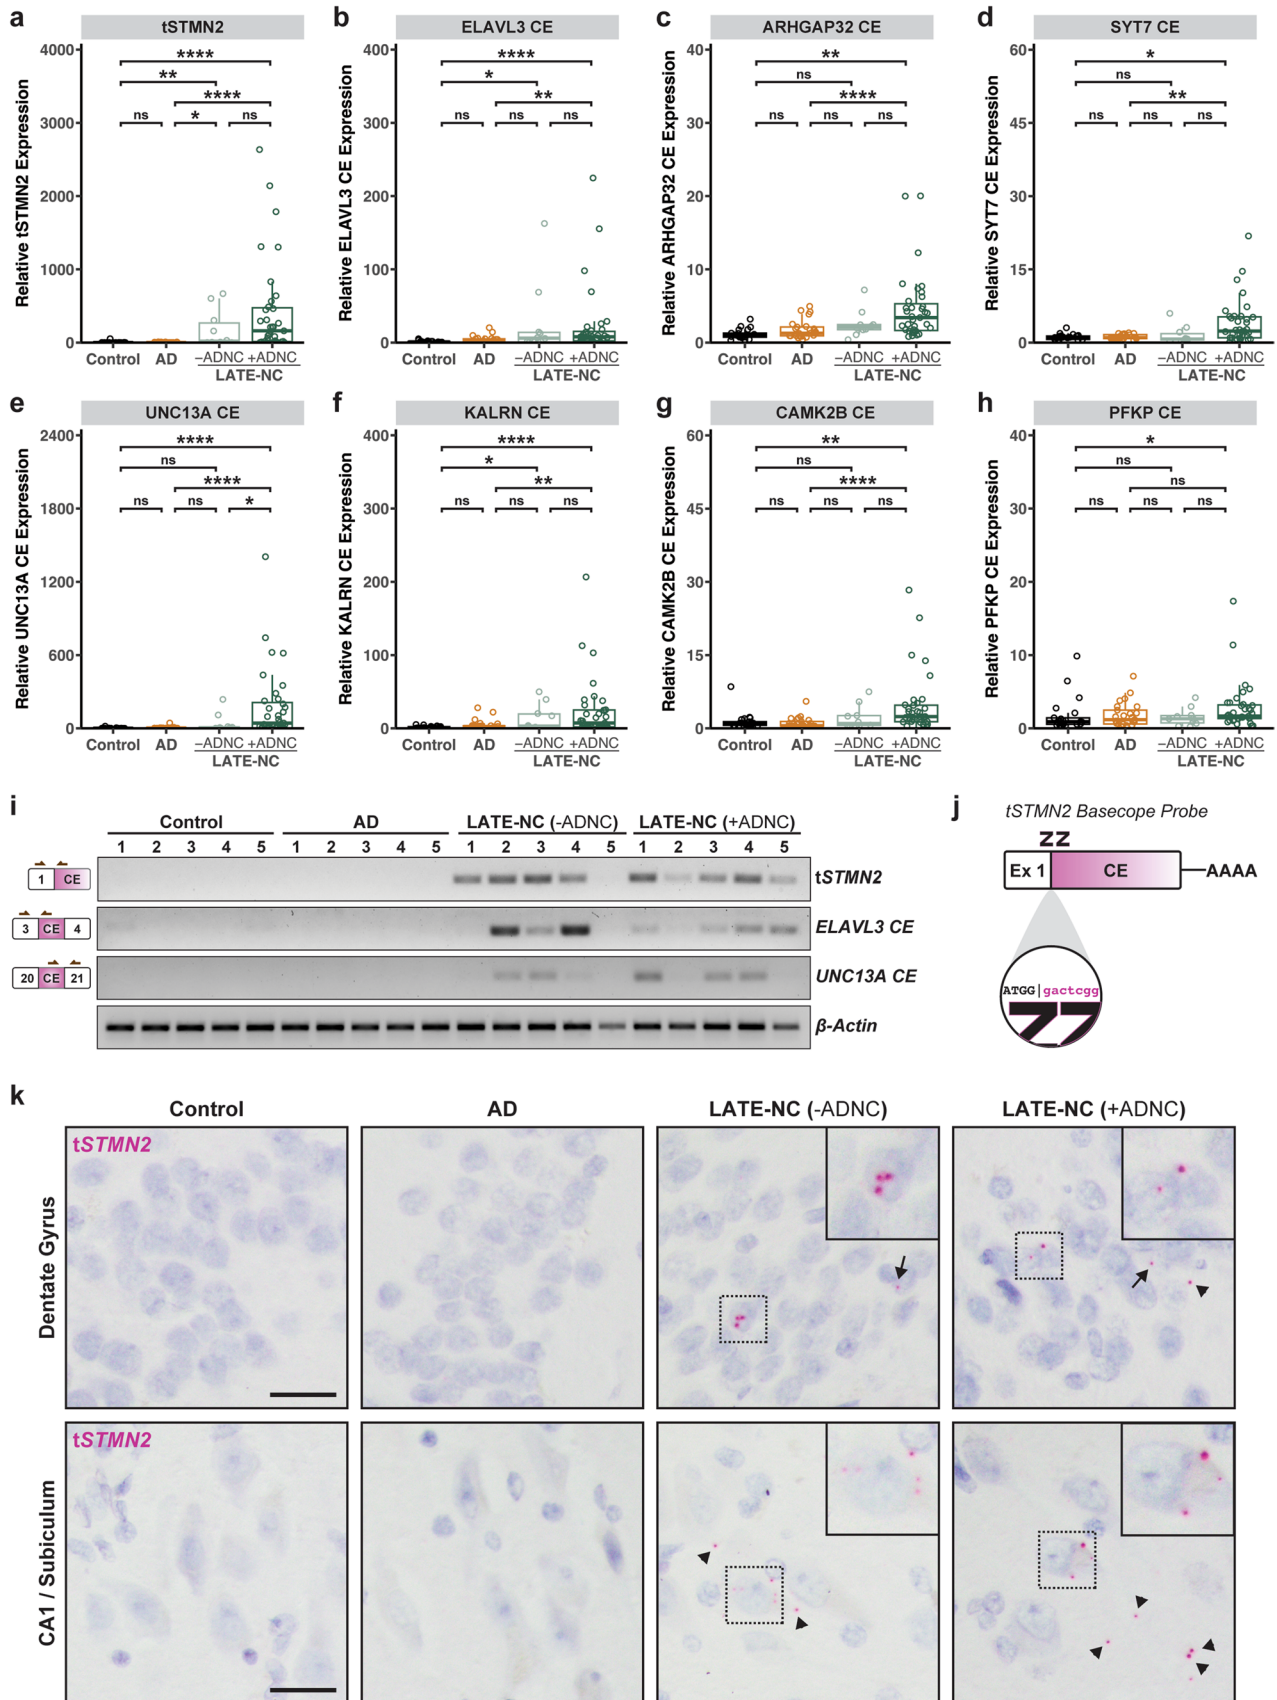 a
tSTMN2
Relative tSTMN2 Expression
4000
3000
2000
1000
0
****
**
****
ns * ns
Control AD –ADNC +ADNC
LATE-NC
b
ELAVL3 CE
Relative ELAVL3 CE Expression
400
300
200
100
0
****
*
**
ns ns ns
Control AD –ADNC +ADNC
LATE-NC
c
ARHGAP32 CE
Relative ARHGAP32 CE Expression
40
30
20
10
0
**
ns
****
ns ns ns
Control AD –ADNC +ADNC
LATE-NC
d
SYT7 CE
Relative SYT7 CE Expression
60
45
30
15
0
*
ns
**
ns ns ns
Control AD –ADNC +ADNC
LATE-NC
e
UNC13A CE
Relative UNC13A CE Expression
2400
1800
1200
600
0
****
ns
****
ns ns *
Control AD –ADNC +ADNC
LATE-NC
f
KALRN CE
Relative KALRN CE Expression
400
300
200
100
0
****
*
**
ns ns ns
Control AD –ADNC +ADNC
LATE-NC
g
CAMK2B CE
Relative CAMK2B CE Expression
60
45
30
15
0
**
ns
****
ns ns ns
Control AD –ADNC +ADNC
LATE-NC
h
PFKP CE
Relative PFKP CE Expression
40
30
20
10
0
*
ns
ns
ns ns ns
Control AD –ADNC +ADNC
LATE-NC
i
Control AD LATE-NC (-ADNC) LATE-NC (+ADNC)
1 2 3 4 5 1 2 3 4 5 1 2 3 4 5 1 2 3 4 5
1 CE tSTMN2
3 CE 4 ELAVL3 CE
20 CE 21 UNC13A CE
β-Actin
j
tSTMN2 Basecope Probe
ZZ
Ex 1 CE AAAA
ATGG|gactcgg
ZZ
k
Control AD LATE-NC (-ADNC) LATE-NC (+ADNC)
Dentate Gyrus
tSTMN2
CA1 / Subiculum
tSTMN2